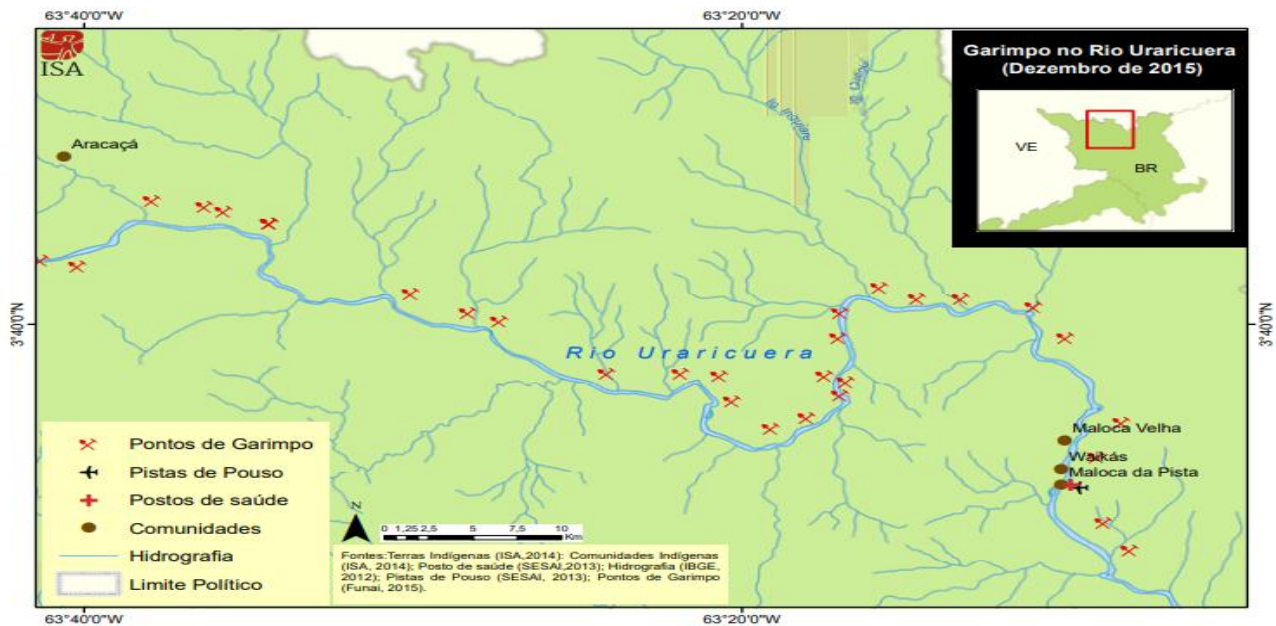 63°40'0"W
63°20'0"W
ISA
Garimpo no Rio Uraricuera
(Dezembro de 2015)
VE
BR
Aracaçá
3°40'N
3°40'N
Rio Uraricuera
Maloca Velha
Waikás
Maloca da Pista
Pontos de Garimpo
Pistas de Pouso
Postos de saúde
Comunidades
Hidrografia
Limite Político
N
0 1,25 2,5 5 7,5 10
Km
Fontes:Terras Indígenas (ISA,2014): Comunidades Indígenas
(ISA, 2014); Posto de saúde (SESAI,2013); Hidrografia (IBGE,
2012); Pistas de Pouso (SESAI, 2013); Pontos de Garimpo
(Funai, 2015).
63°40'0"W
63°20'0"W